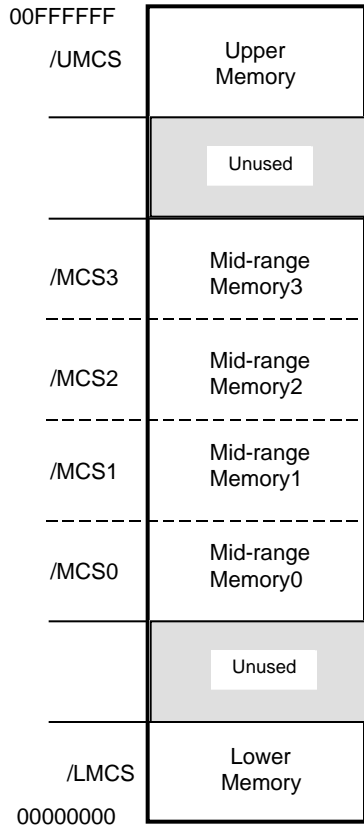 00FFFFFF
/UMCS
Upper
Memory
Unused
/MCS3
Mid-range
Memory3
/MCS2
Mid-range
Memory2
/MCS1
Mid-range
Memory1
/MCS0
Mid-range
Memory0
Unused
/LMCS
Lower
Memory
00000000